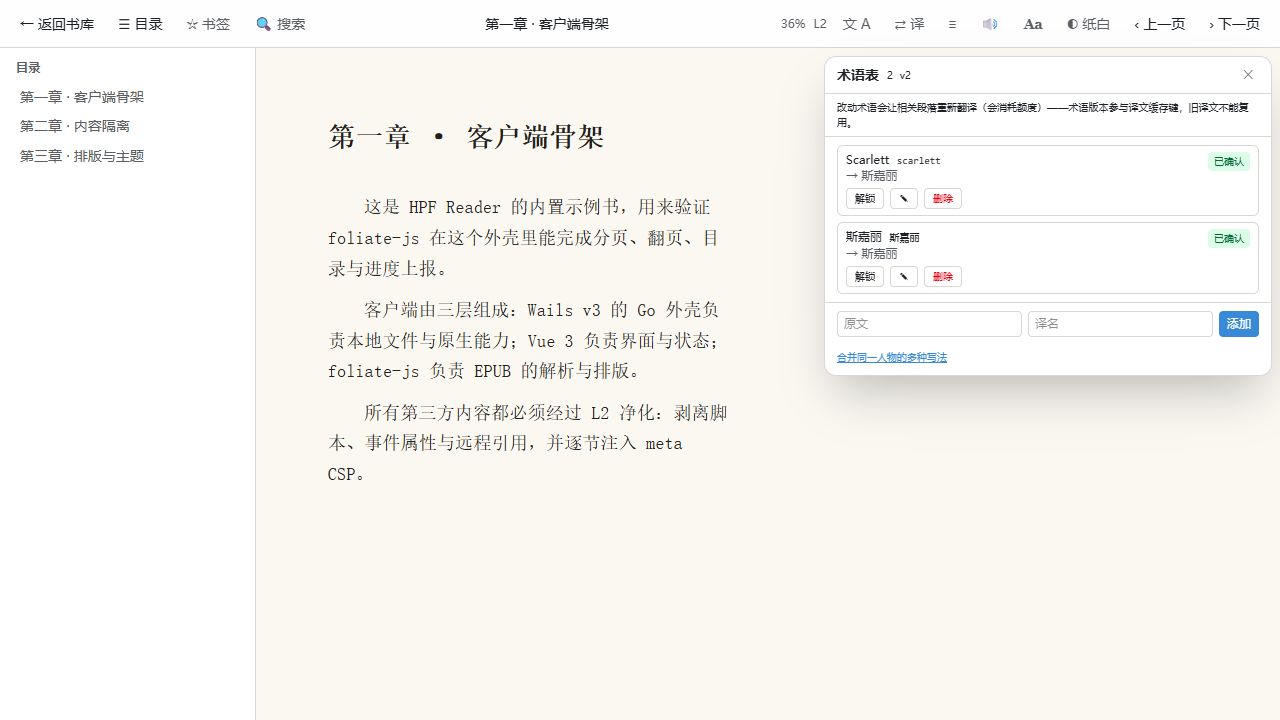 ← 返回书库 ☰ 目录 ☆ 书签 🔍 搜索 第一章 · 客户端骨架 36% L2 文 A ⇄ 译 ≡ 🔊 Aa ◐ 纸白 ‹ 上一页 › 下一页
目录
第一章 · 客户端骨架
第二章 · 内容隔离
第三章 · 排版与主题
第一章 · 客户端骨架
这是 HPF Reader 的内置示例书，用来验证
foliate-js 在这个外壳里能完成分页、翻页、目
录与进度上报。
客户端由三层组成：Wails v3 的 Go 外壳负
责本地文件与原生能力；Vue 3 负责界面与状态；
foliate-js 负责 EPUB 的解析与排版。
所有第三方内容都必须经过 L2 净化：剥离脚
本、事件属性与远程引用，并逐节注入 meta
CSP。
术语表 2 v2 ×
改动术语会让相关段落重新翻译（会消耗额度）——术语版本参与译文缓存键，旧译文不能复
用。
Scarlett scarlett 已确认
→ 斯嘉丽
解锁 ✎ 删除
斯嘉丽 斯嘉丽 已确认
→ 斯嘉丽
解锁 ✎ 删除
原文 译名 添加
合并同一人物的多种写法